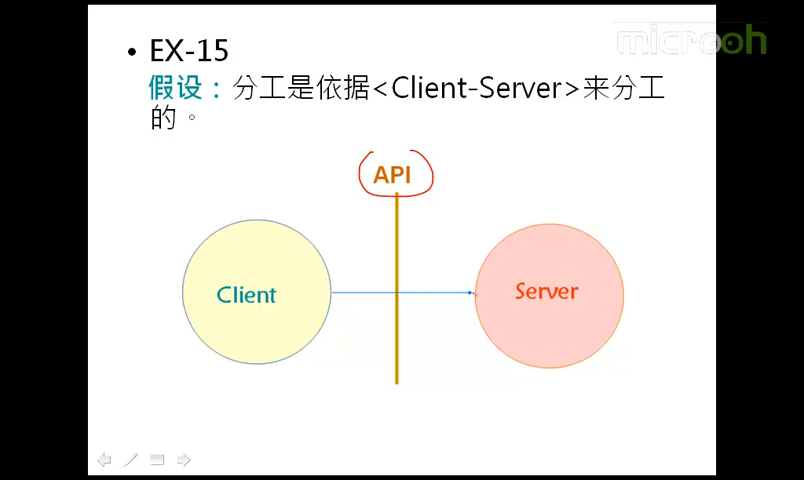 microoh
• EX-15
假设：分工是依据<Client-Server>来分工
的。
API
Client
Server